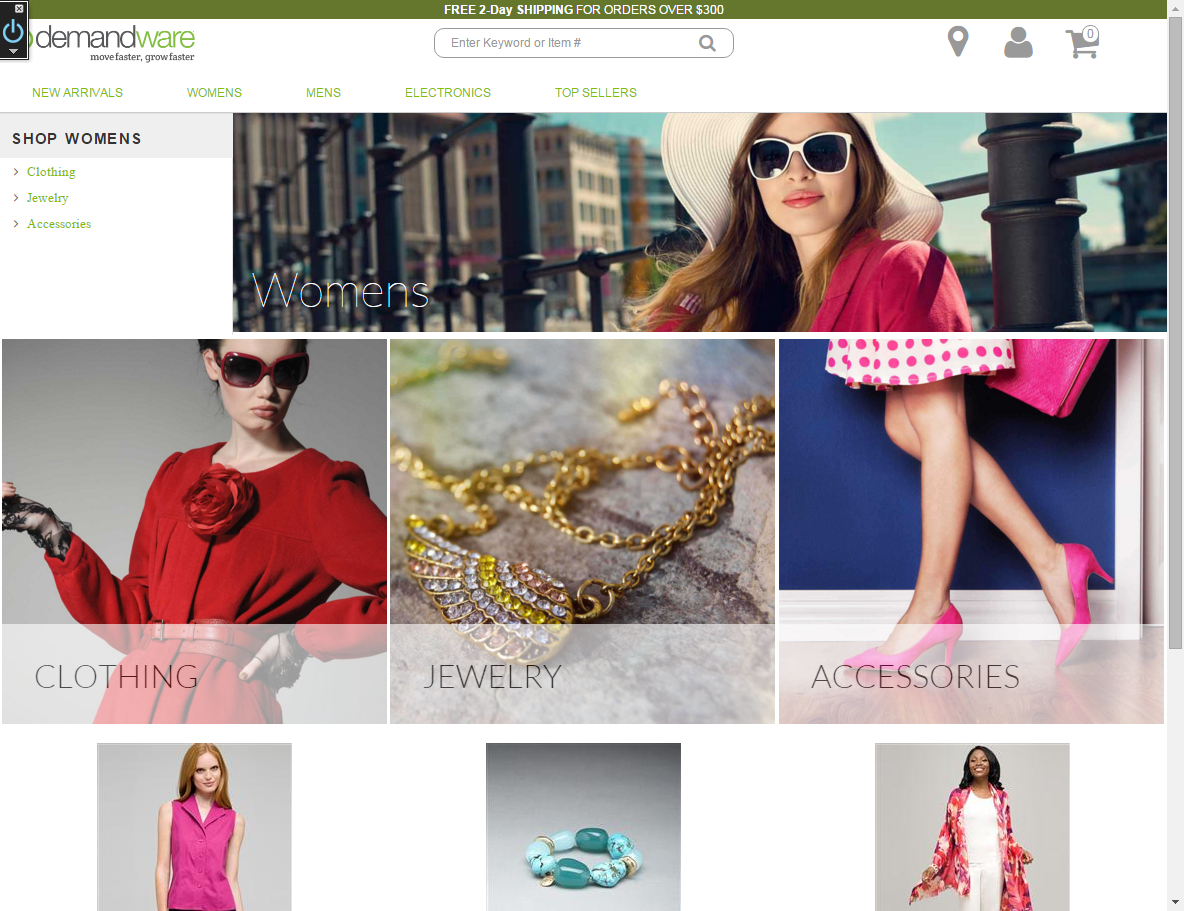 FREE 2-Day SHIPPING FOR ORDERS OVER $300
demandware
move faster, grow faster
Enter Keyword or Item #
0
NEW ARRIVALS WOMENS MENS ELECTRONICS TOP SELLERS
SHOP WOMENS
Clothing
Jewelry
Accessories
Womens
CLOTHING JEWELRY ACCESSORIES